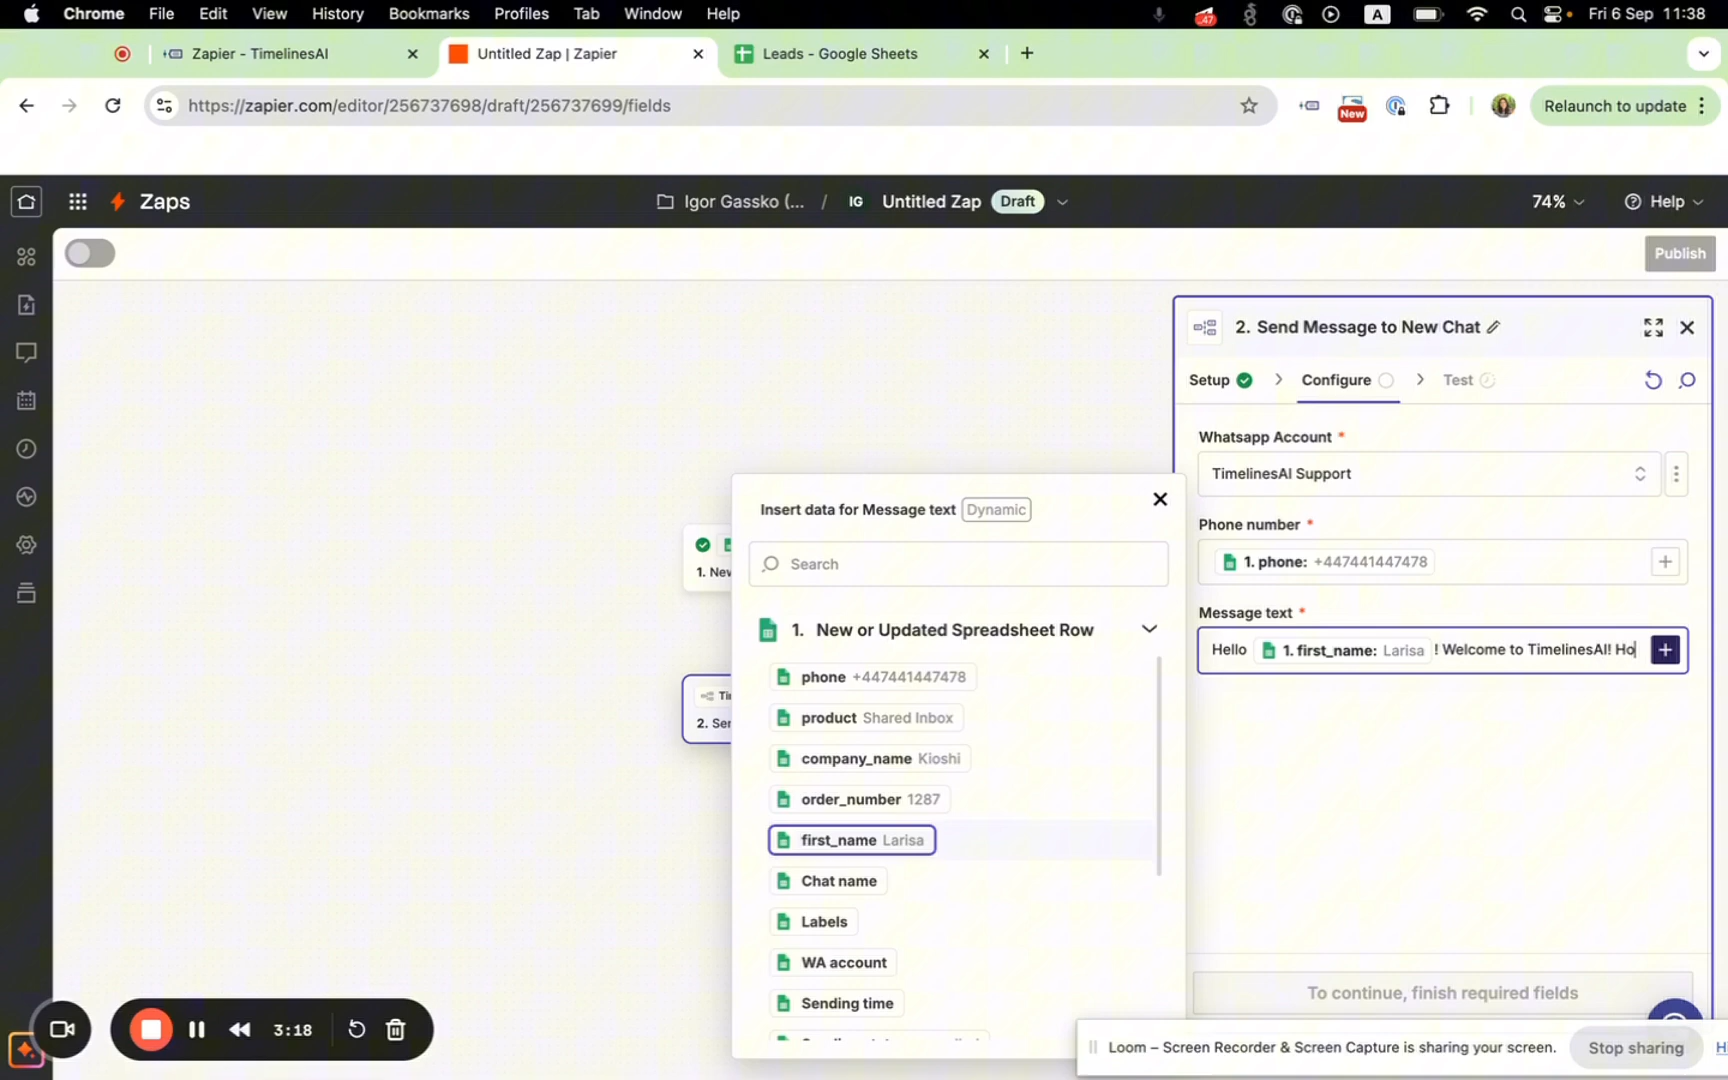 Chrome File Edit View History Bookmarks Profiles Tab Window Help A Fri 6 Sep 11:38
Zapier - TimelinesAI Untitled Zap | Zapier Leads - Google Sheets
https://zapier.com/editor/256737698/draft/256737699/fields New Relaunch to update
Zaps Igor Gassko (... / IG Untitled Zap Draft 74% Help
Publish
2. Send Message to New Chat
Setup Configure Test
Whatsapp Account *
TimelinesAI Support
Phone number *
1. phone: +447441447478
Message text *
Hello 1. first_name: Larisa ! Welcome to TimelinesAI! Ho
To continue, finish required fields
1. New
Tim
2. Sen
Insert data for Message text Dynamic
Search
1. New or Updated Spreadsheet Row
phone +447441447478
product Shared Inbox
company_name Kioshi
order_number 1287
first_name Larisa
Chat name
Labels
WA account
Sending time
3:18
Loom – Screen Recorder & Screen Capture is sharing your screen. Stop sharing